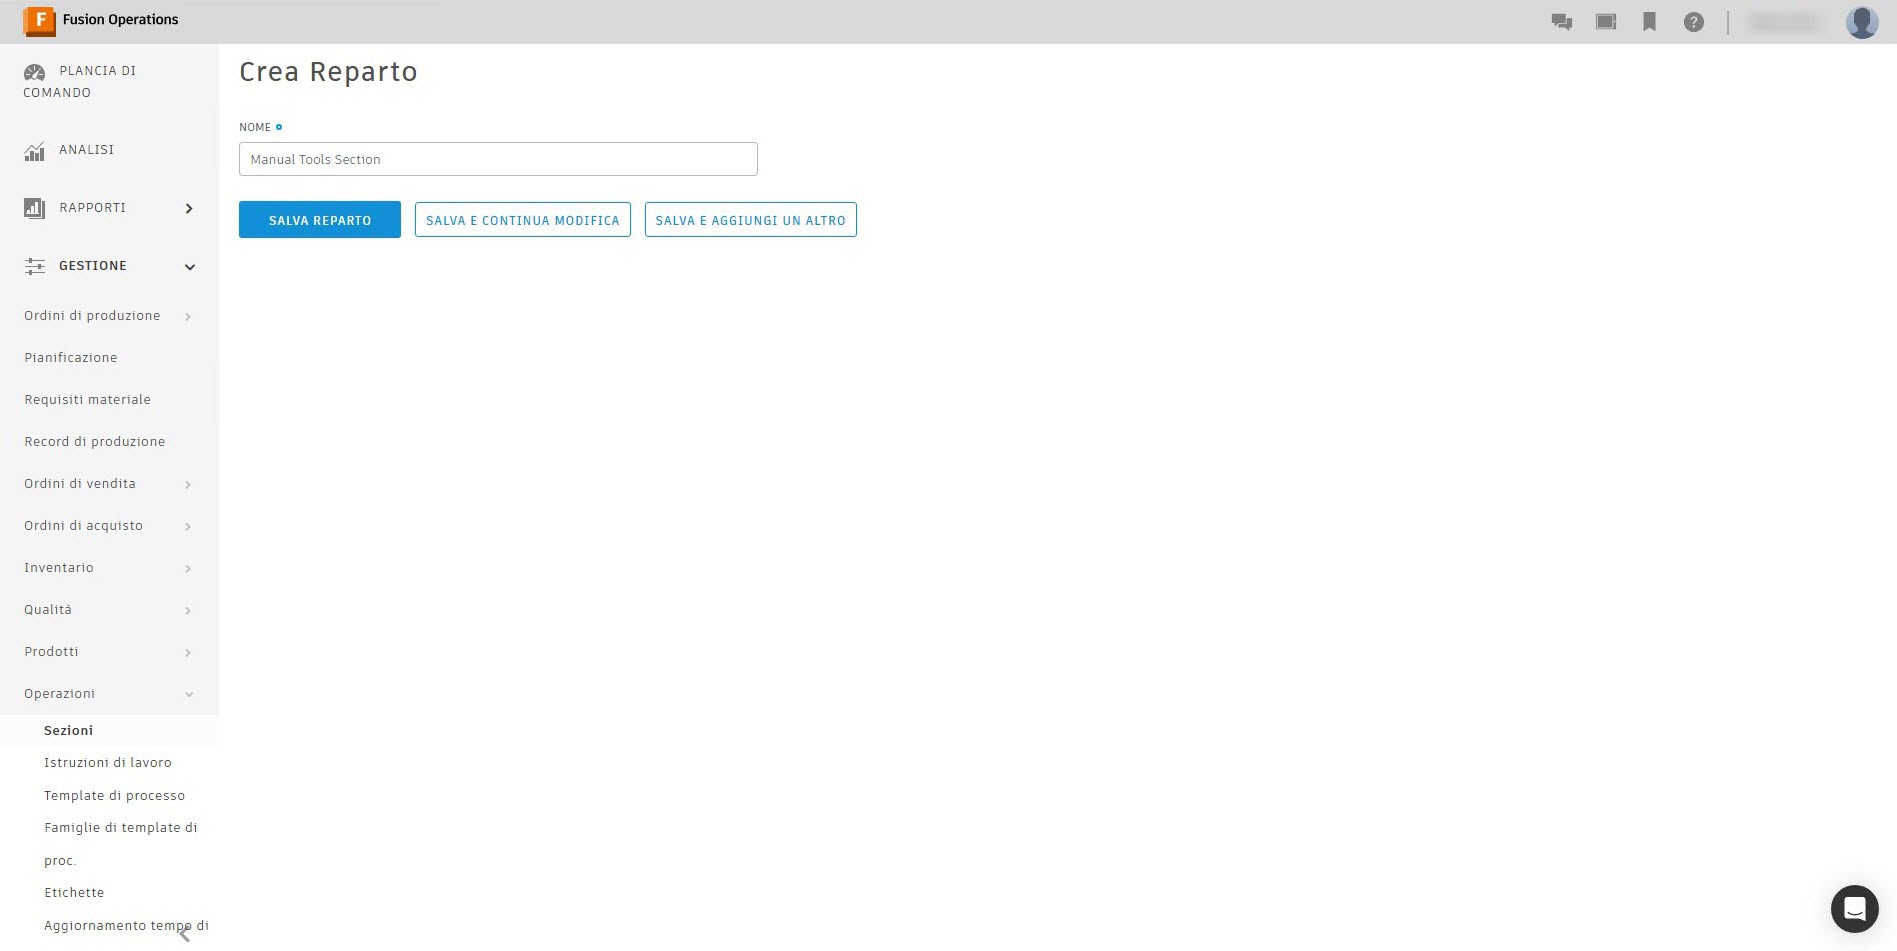 Fusion Operations
PLANCIA DI
COMANDO
ANALISI
RAPPORTI
GESTIONE
Ordini di produzione
Pianificazione
Requisiti materiale
Record di produzione
Ordini di vendita
Ordini di acquisto
Inventario
Qualità
Prodotti
Operazioni
Sezioni
Istruzioni di lavoro
Template di processo
Famiglie di template di
proc.
Etichette
Aggiornamento tempo di
Crea Reparto
NOME
Manual Tools Section
SALVA REPARTO
SALVA E CONTINUA MODIFICA
SALVA E AGGIUNGI UN ALTRO